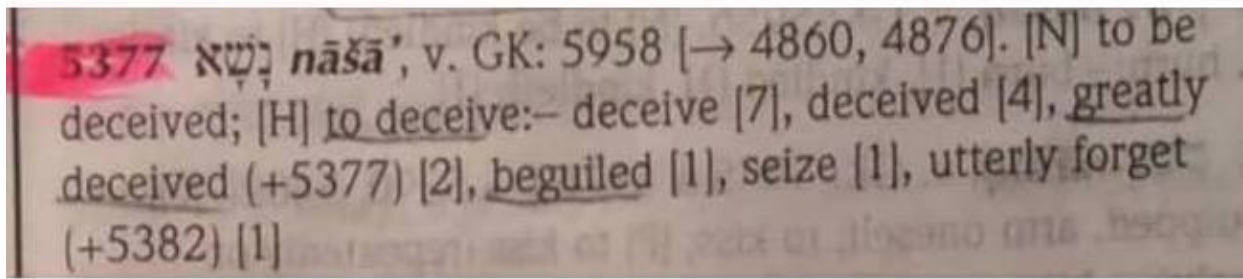 5377 נָשָׁא nāšā’, v. GK: 5958 [→ 4860, 4876]. [N] to be
deceived; [H] to deceive:– deceive [7], deceived [4], greatly
deceived (+5377) [2], beguiled [1], seize [1], utterly forget
(+5382) [1]